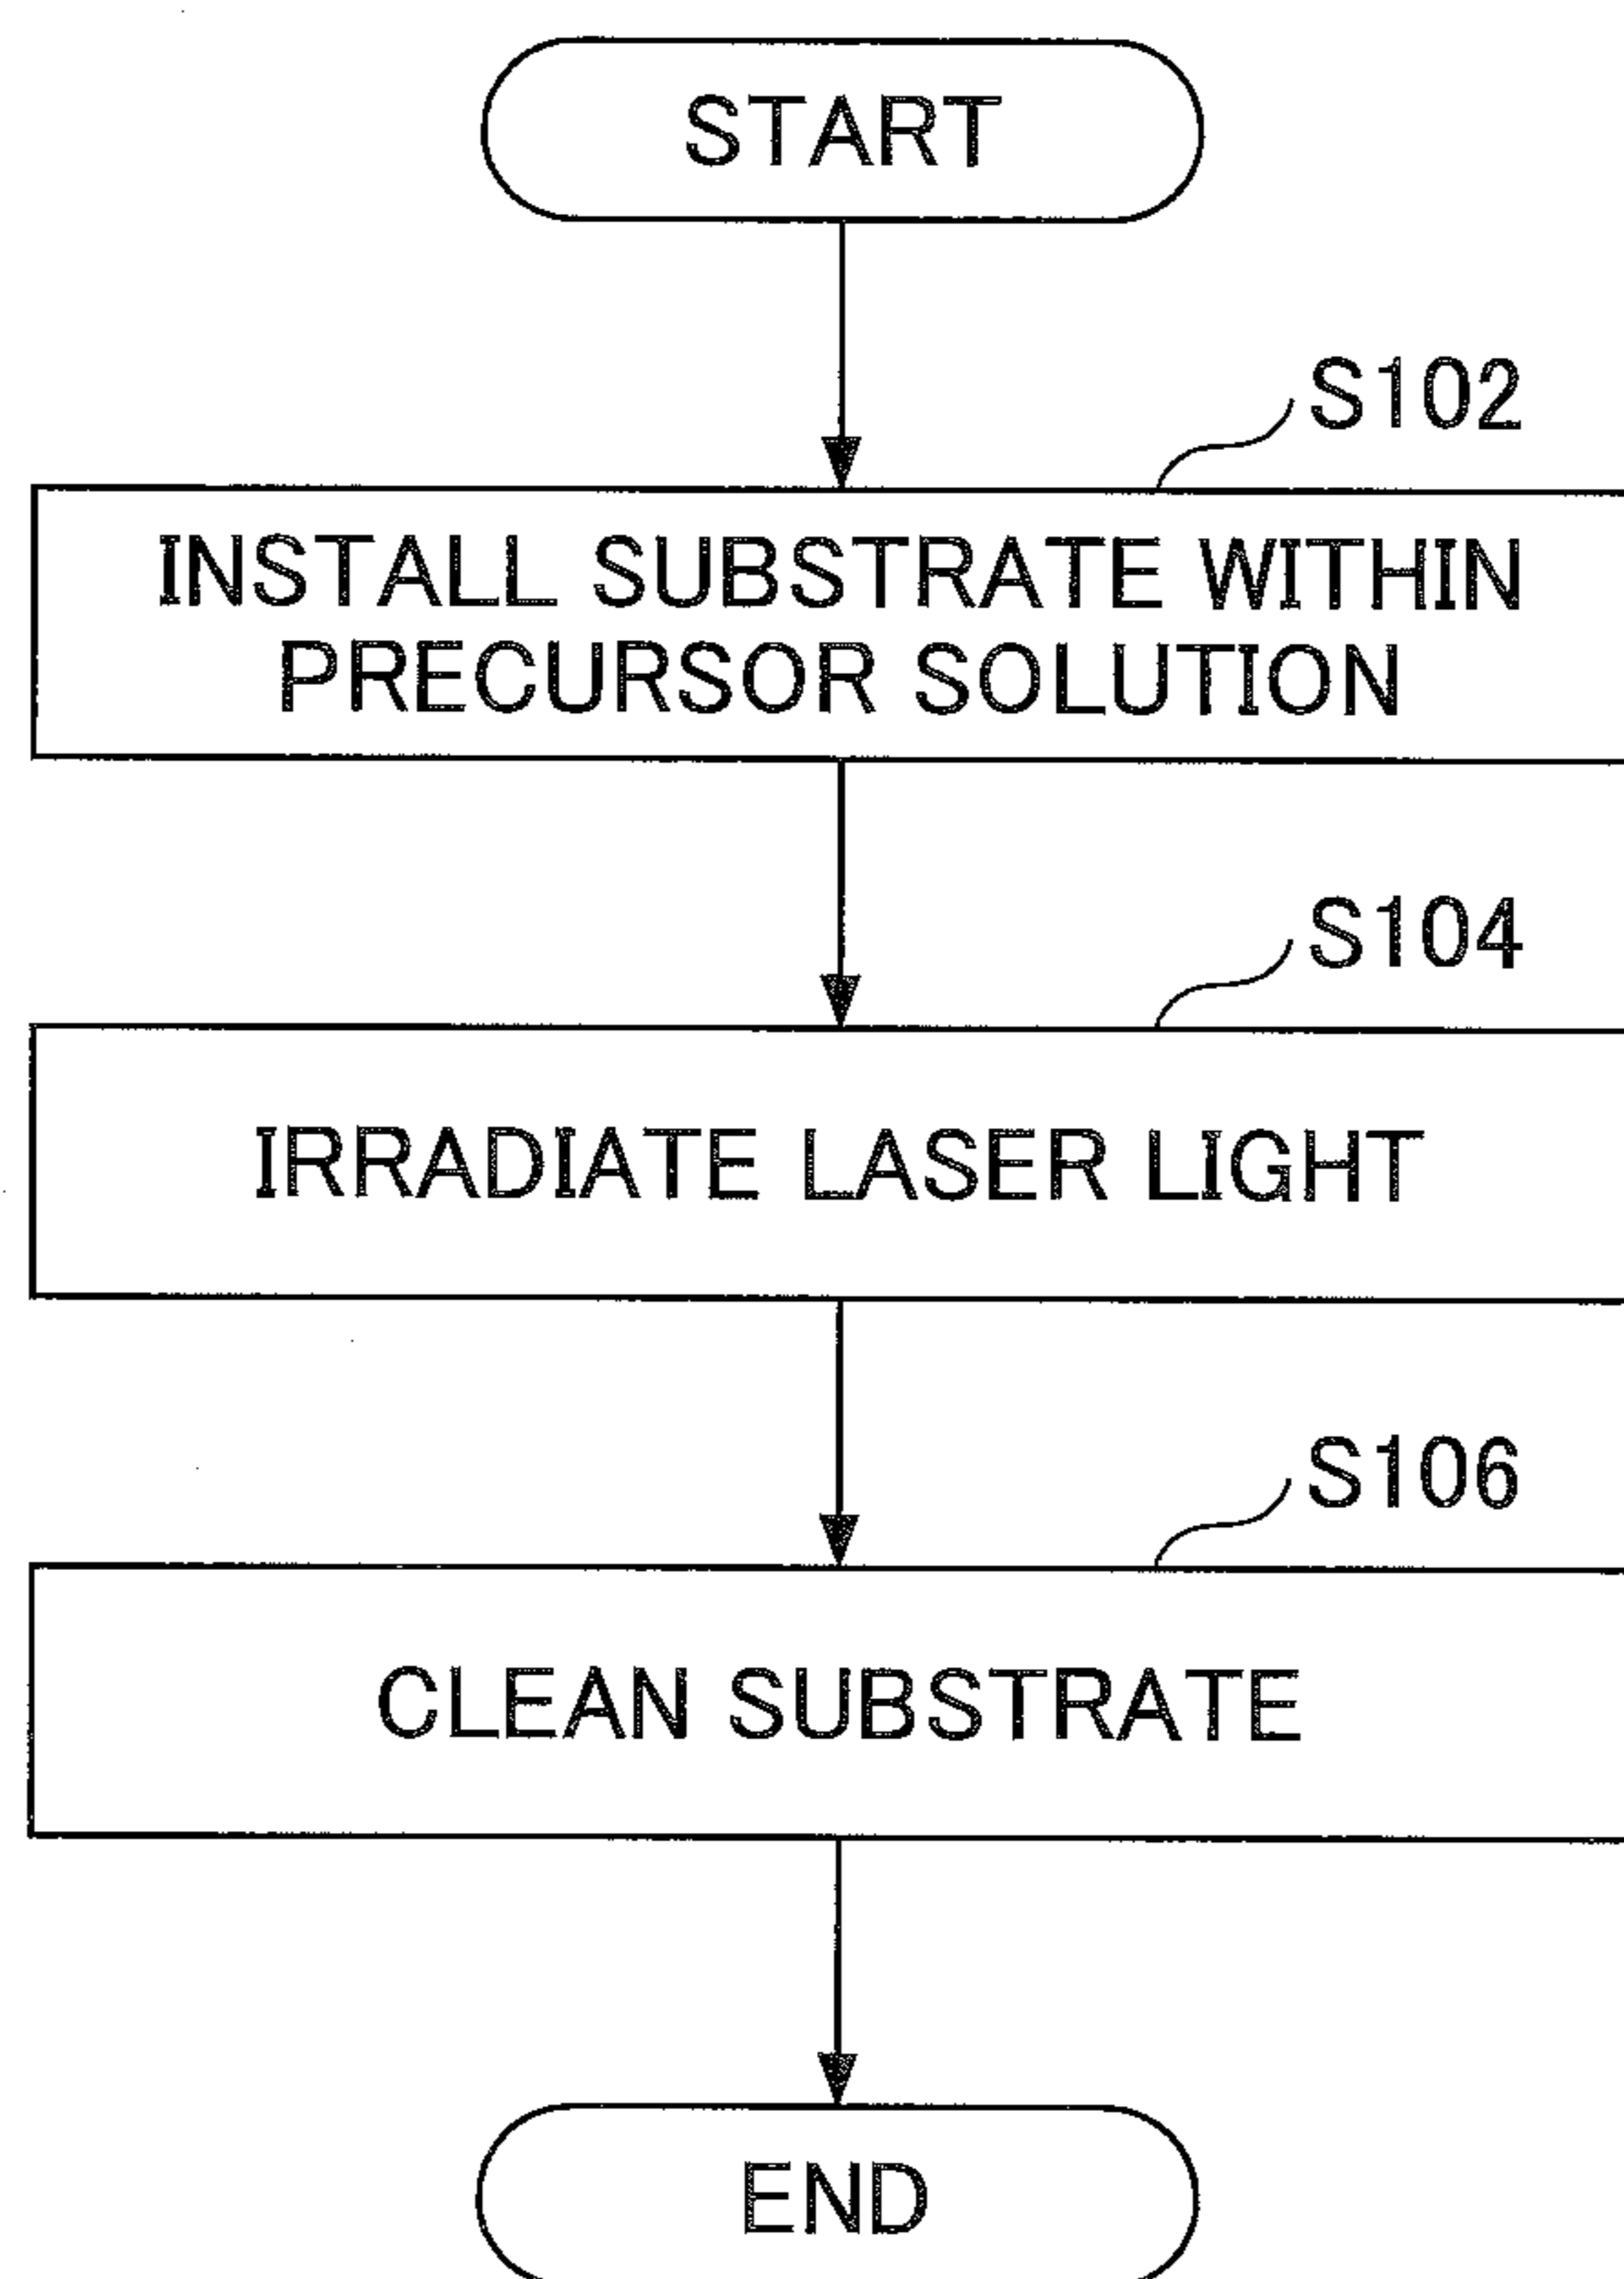 START
S102
INSTALL SUBSTRATE WITHIN
PRECURSOR SOLUTION
S104
IRRADIATE LASER LIGHT
S106
CLEAN SUBSTRATE
END